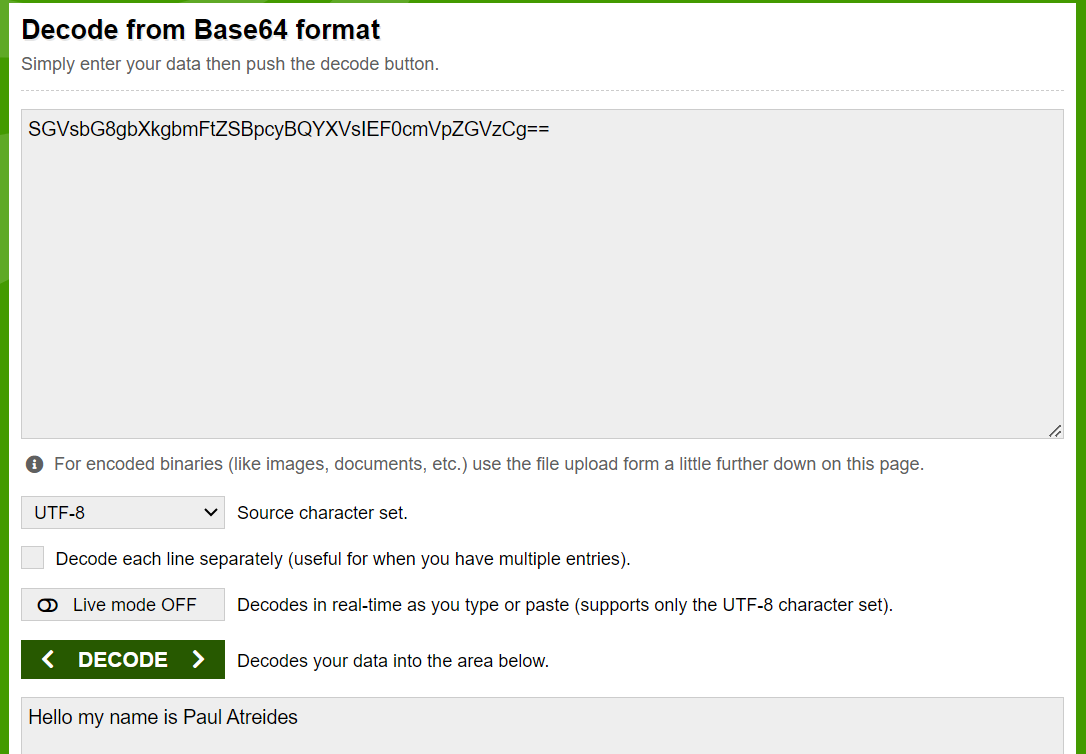 Decode from Base64 format
Simply enter your data then push the decode button.
SGVsbG8gbXkgbmFtZSBpcyBQYXVsIEF0cmVpZGVzCg==
For encoded binaries (like images, documents, etc.) use the file upload form a little further down on this page.
UTF-8 Source character set.
Decode each line separately (useful for when you have multiple entries).
Live mode OFF Decodes in real-time as you type or paste (supports only the UTF-8 character set).
< DECODE > Decodes your data into the area below.
Hello my name is Paul Atreides